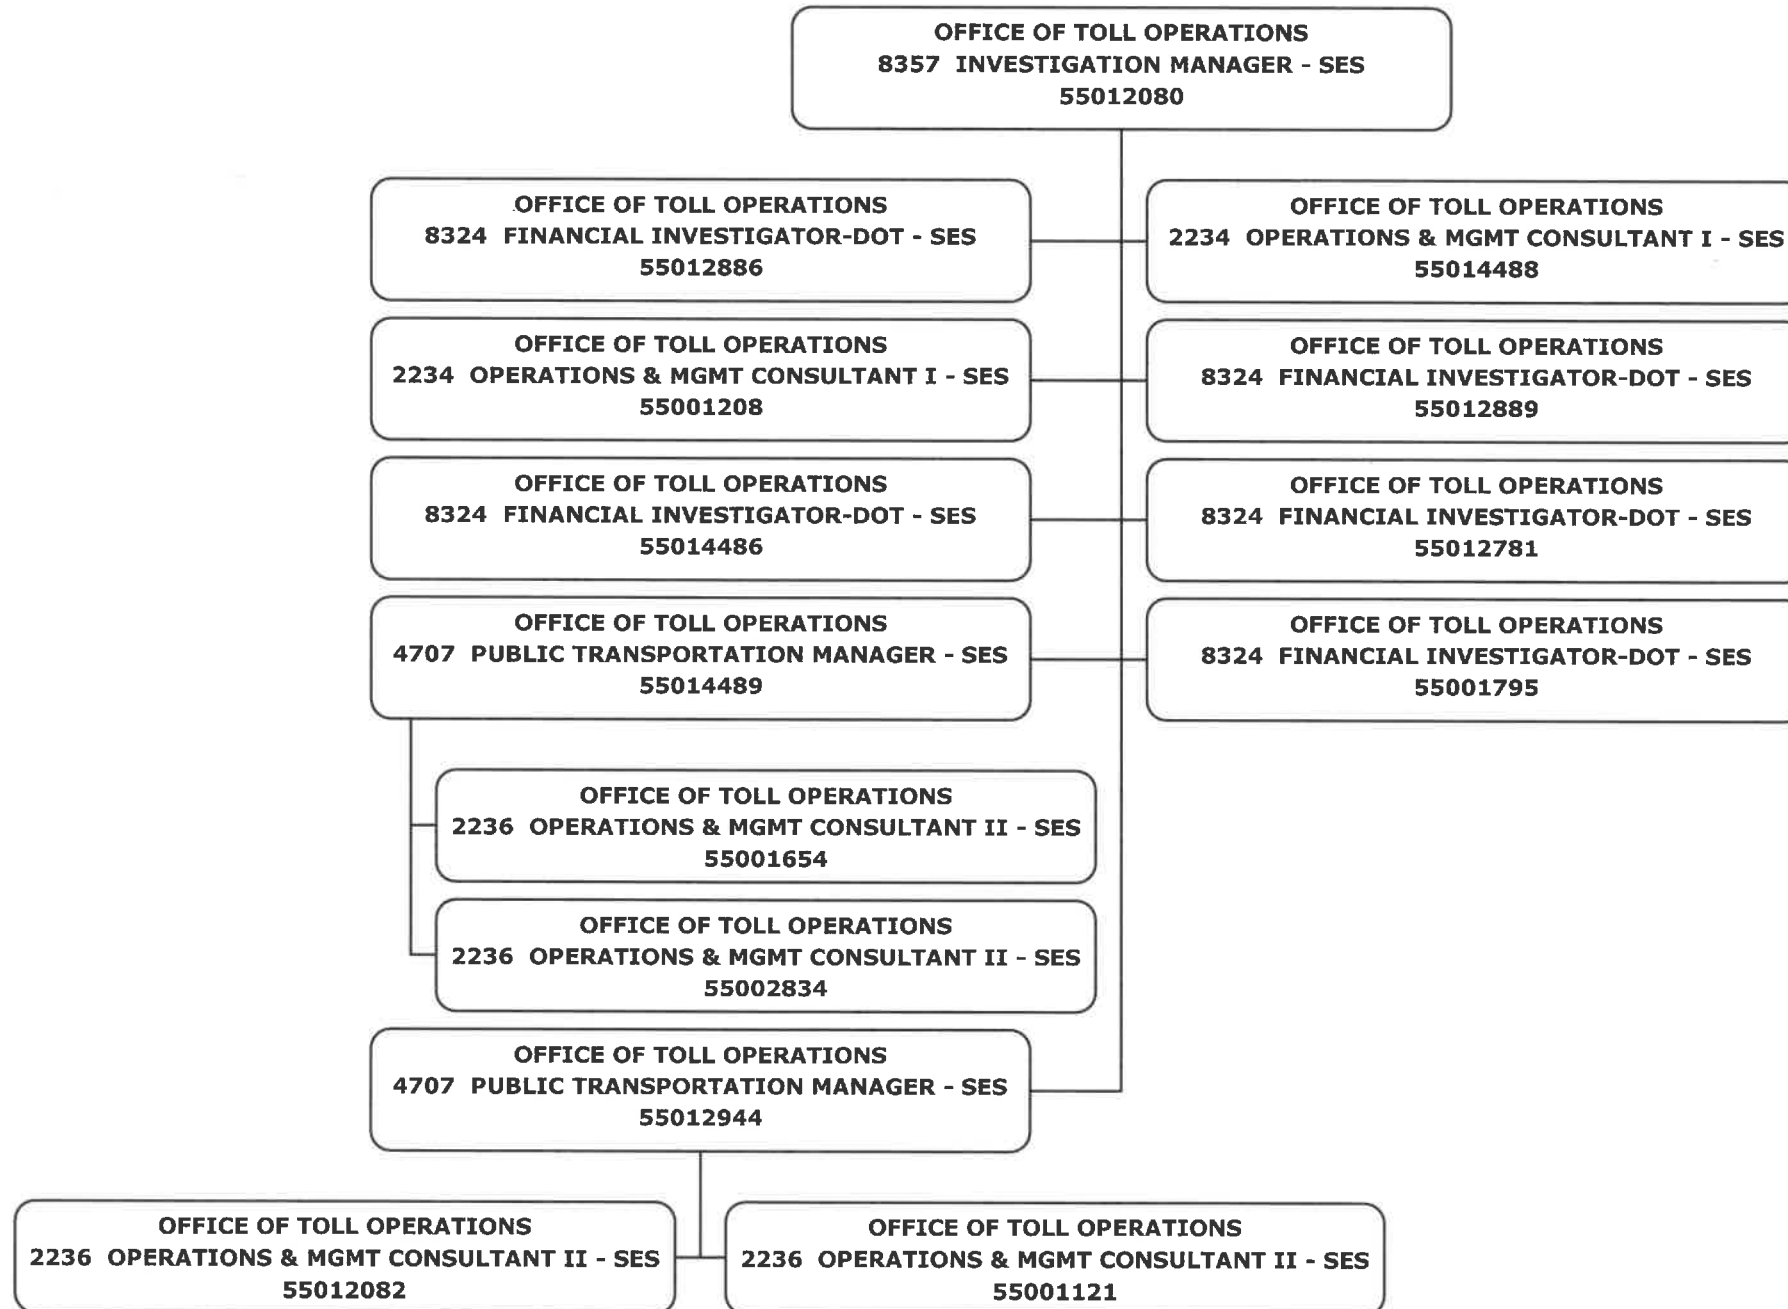 OFFICE OF TOLL OPERATIONS
8357 INVESTIGATION MANAGER - SES
55012080
OFFICE OF TOLL OPERATIONS
8324 FINANCIAL INVESTIGATOR-DOT - SES
55012886
OFFICE OF TOLL OPERATIONS
2234 OPERATIONS & MGMT CONSULTANT I - SES
55014488
OFFICE OF TOLL OPERATIONS
2234 OPERATIONS & MGMT CONSULTANT I - SES
55001208
OFFICE OF TOLL OPERATIONS
8324 FINANCIAL INVESTIGATOR-DOT - SES
55012889
OFFICE OF TOLL OPERATIONS
8324 FINANCIAL INVESTIGATOR-DOT - SES
55014486
OFFICE OF TOLL OPERATIONS
8324 FINANCIAL INVESTIGATOR-DOT - SES
55012781
OFFICE OF TOLL OPERATIONS
4707 PUBLIC TRANSPORTATION MANAGER - SES
55014489
OFFICE OF TOLL OPERATIONS
8324 FINANCIAL INVESTIGATOR-DOT - SES
55001795
OFFICE OF TOLL OPERATIONS
2236 OPERATIONS & MGMT CONSULTANT II - SES
55001654
OFFICE OF TOLL OPERATIONS
2236 OPERATIONS & MGMT CONSULTANT II - SES
55002834
OFFICE OF TOLL OPERATIONS
4707 PUBLIC TRANSPORTATION MANAGER - SES
55012944
OFFICE OF TOLL OPERATIONS
2236 OPERATIONS & MGMT CONSULTANT II - SES
55012082
OFFICE OF TOLL OPERATIONS
2236 OPERATIONS & MGMT CONSULTANT II - SES
55001121